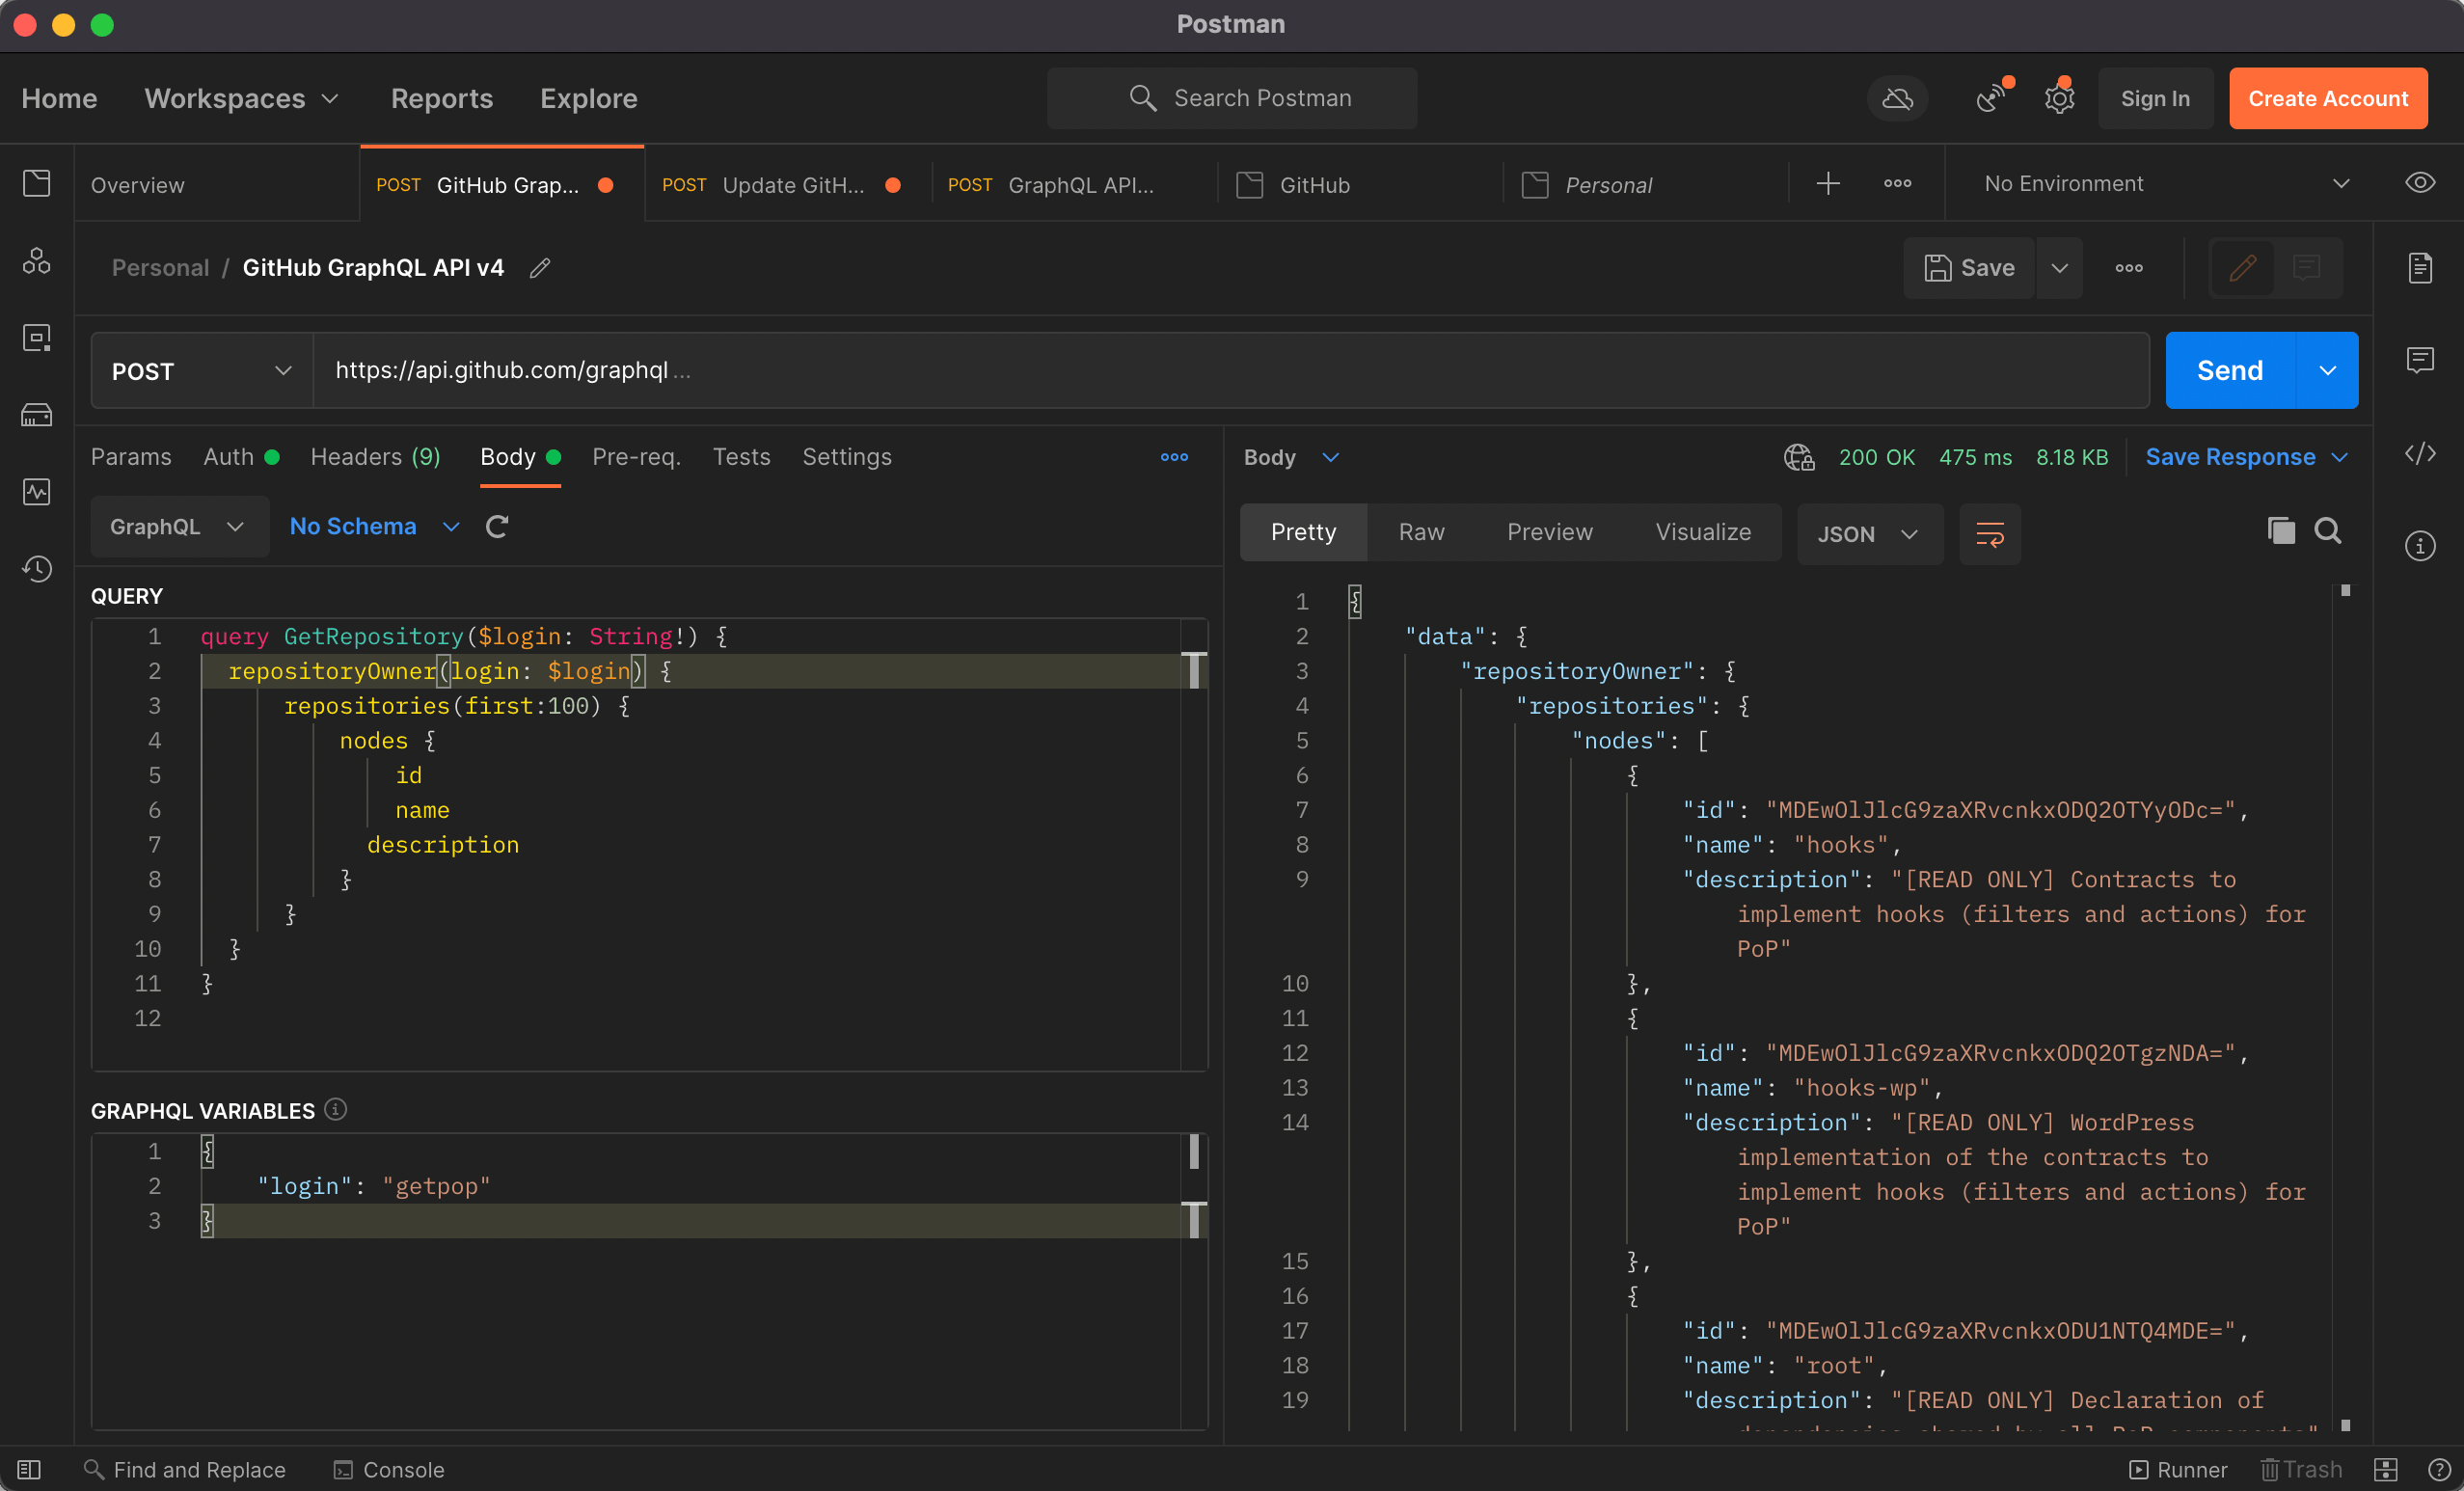 Postman
Home Workspaces Reports Explore Search Postman Sign In Create Account
Overview POST GitHub Grap... POST Update GitH... POST GraphQL API... GitHub Personal No Environment
Personal / GitHub GraphQL API v4 Save
POST https://api.github.com/graphql ... Send
Params Auth Headers (9) Body Pre-req. Tests Settings
GraphQL No Schema
QUERY
1 query GetRepository($login: String!) {
2 repositoryOwner(login: $login) {
3 repositories(first:100) {
4 nodes {
5 id
6 name
7 description
8 }
9 }
10 }
11 }
12
GRAPHQL VARIABLES
1 {
2 "login": "getpop"
3 }
Body 200 OK 475 ms 8.18 KB Save Response
Pretty Raw Preview Visualize JSON
1 {
2 "data": {
3 "repositoryOwner": {
4 "repositories": {
5 "nodes": [
6 {
7 "id": "MDEwOlJlcG9zaXRvcnkxODQ2OTYyODc=",
8 "name": "hooks",
9 "description": "[READ ONLY] Contracts to
implement hooks (filters and actions) for
PoP"
10 },
11 {
12 "id": "MDEwOlJlcG9zaXRvcnkxODQ2OTgzNDA=",
13 "name": "hooks-wp",
14 "description": "[READ ONLY] WordPress
implementation of the contracts to
implement hooks (filters and actions) for
PoP"
15 },
16 {
17 "id": "MDEwOlJlcG9zaXRvcnkxODU1NTQ4MDE=",
18 "name": "root",
19 "description": "[READ ONLY] Declaration of
dependencies shared by all PoP components"
Find and Replace Console Runner Trash